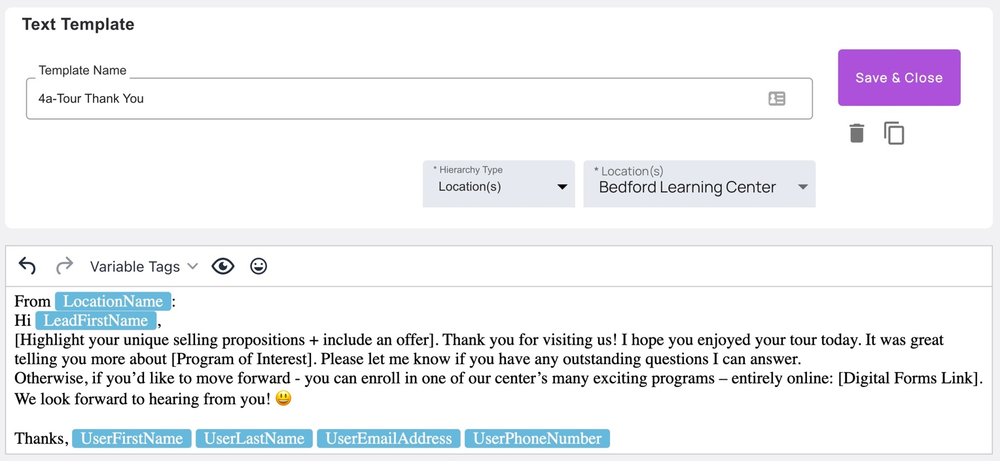 Text Template
Template Name
4a-Tour Thank You
Save & Close
* Hierarchy Type
Location(s)
* Location(s)
Bedford Learning Center
Variable Tags
From LocationName :
Hi LeadFirstName ,
[Highlight your unique selling propositions + include an offer]. Thank you for visiting us! I hope you enjoyed your tour today. It was great
telling you more about [Program of Interest]. Please let me know if you have any outstanding questions I can answer.
Otherwise, if you’d like to move forward - you can enroll in one of our center’s many exciting programs – entirely online: [Digital Forms Link].
We look forward to hearing from you! 😃
Thanks, UserFirstName UserLastName UserEmailAddress UserPhoneNumber